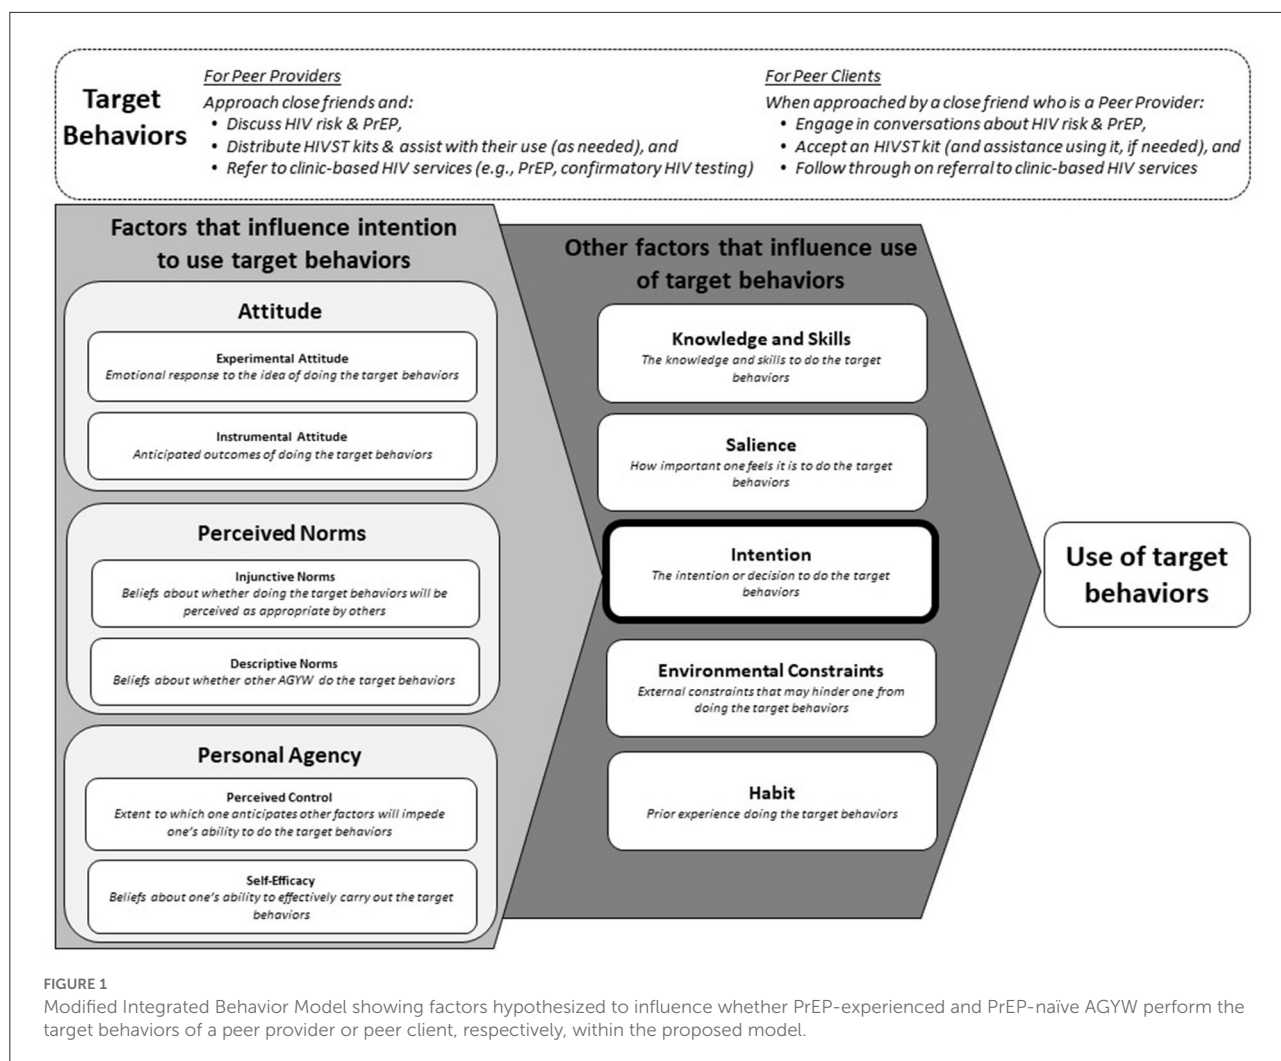 Target
Behaviors
For Peer Providers
Approach close friends and:
• Discuss HIV risk & PrEP,
• Distribute HIVST kits & assist with their use (as needed), and
• Refer to clinic-based HIV services (e.g., PrEP, confirmatory HIV testing)
For Peer Clients
When approached by a close friend who is a Peer Provider:
• Engage in conversations about HIV risk & PrEP,
• Accept an HIVST kit (and assistance using it, if needed), and
• Follow through on referral to clinic-based HIV services
Factors that influence intention
to use target behaviors
Attitude
Experimental Attitude
Emotional response to the idea of doing the target behaviors
Instrumental Attitude
Anticipated outcomes of doing the target behaviors
Perceived Norms
Injunctive Norms
Beliefs about whether doing the target behaviors will be
perceived as appropriate by others
Descriptive Norms
Beliefs about whether other AGYW do the target behaviors
Personal Agency
Perceived Control
Extent to which one anticipates other factors will impede
one's ability to do the target behaviors
Self-Efficacy
Beliefs about one's ability to effectively carry out the target
behaviors
Other factors that influence use
of target behaviors
Knowledge and Skills
The knowledge and skills to do the target
behaviors
Salience
How important one feels it is to do the target
behaviors
Intention
The intention or decision to do the target
behaviors
Environmental Constraints
External constraints that may hinder one from
doing the target behaviors
Habit
Prior experience doing the target behaviors
Use of target
behaviors
FIGURE 1
Modified Integrated Behavior Model showing factors hypothesized to influence whether PrEP-experienced and PrEP-naïve AGYW perform the
target behaviors of a peer provider or peer client, respectively, within the proposed model.